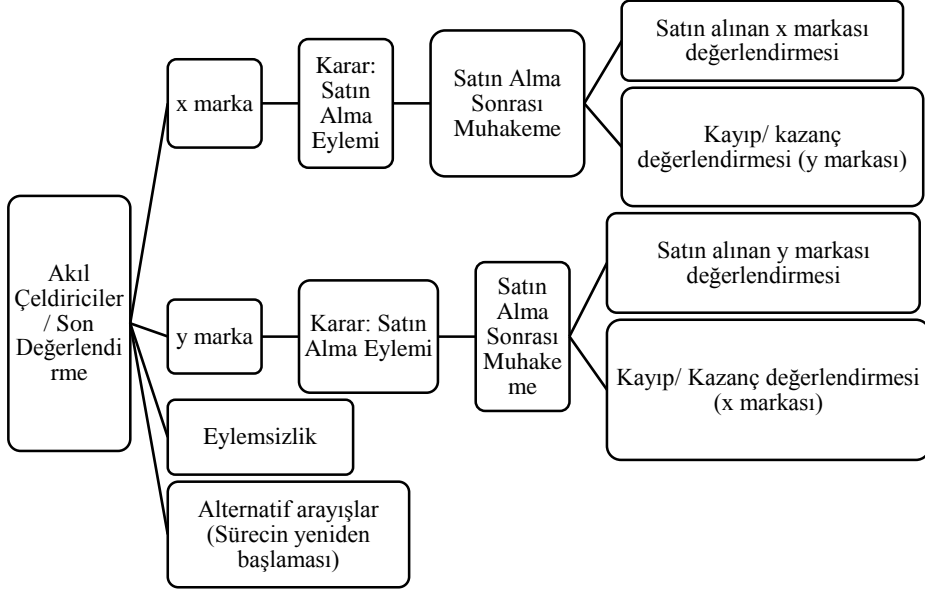 Akıl
Çeldiriciler
/ Son
Değerlendi
rme
x marka
Karar:
Satın
Alma
Eylemi
Satın Alma
Sonrası
Muhakeme
Satın alınan x markası
değerlendirmesi
Kayıp/ kazanç
değerlendirmesi (y markası)
y marka
Karar: Satın
Alma Eylemi
Satın
Alma
Sonrası
Muhake
me
Satın alınan y markası
değerlendirmesi
Kayıp/ Kazanç değerlendirmesi
(x markası)
Eylemsizlik
Alternatif arayışlar
(Sürecin yeniden
başlaması)